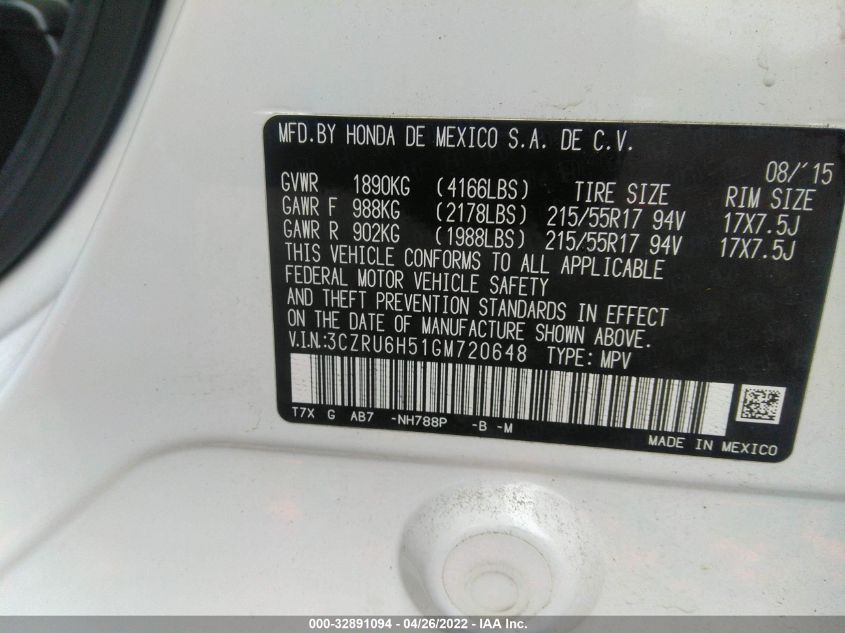 MFD.BY HONDA DE MEXICO S.A. DE C.V.
08/'15
GVWR 1890KG (4166LBS) TIRE SIZE RIM SIZE
GAWR F 988KG (2178LBS) 215/55R17 94V 17X7.5J
GAWR R 902KG (1988LBS) 215/55R17 94V 17X7.5J
THIS VEHICLE CONFORMS TO ALL APPLICABLE
FEDERAL MOTOR VEHICLE SAFETY
AND THEFT PREVENTION STANDARDS IN EFFECT
ON THE DATE OF MANUFACTURE SHOWN ABOVE.
V.I.N:3CZRU6H51GM720648 TYPE: MPV
T7X G AB7 -NH788P -B -M
MADE IN MEXICO
000-32891094 - 04/26/2022 - IAA Inc.